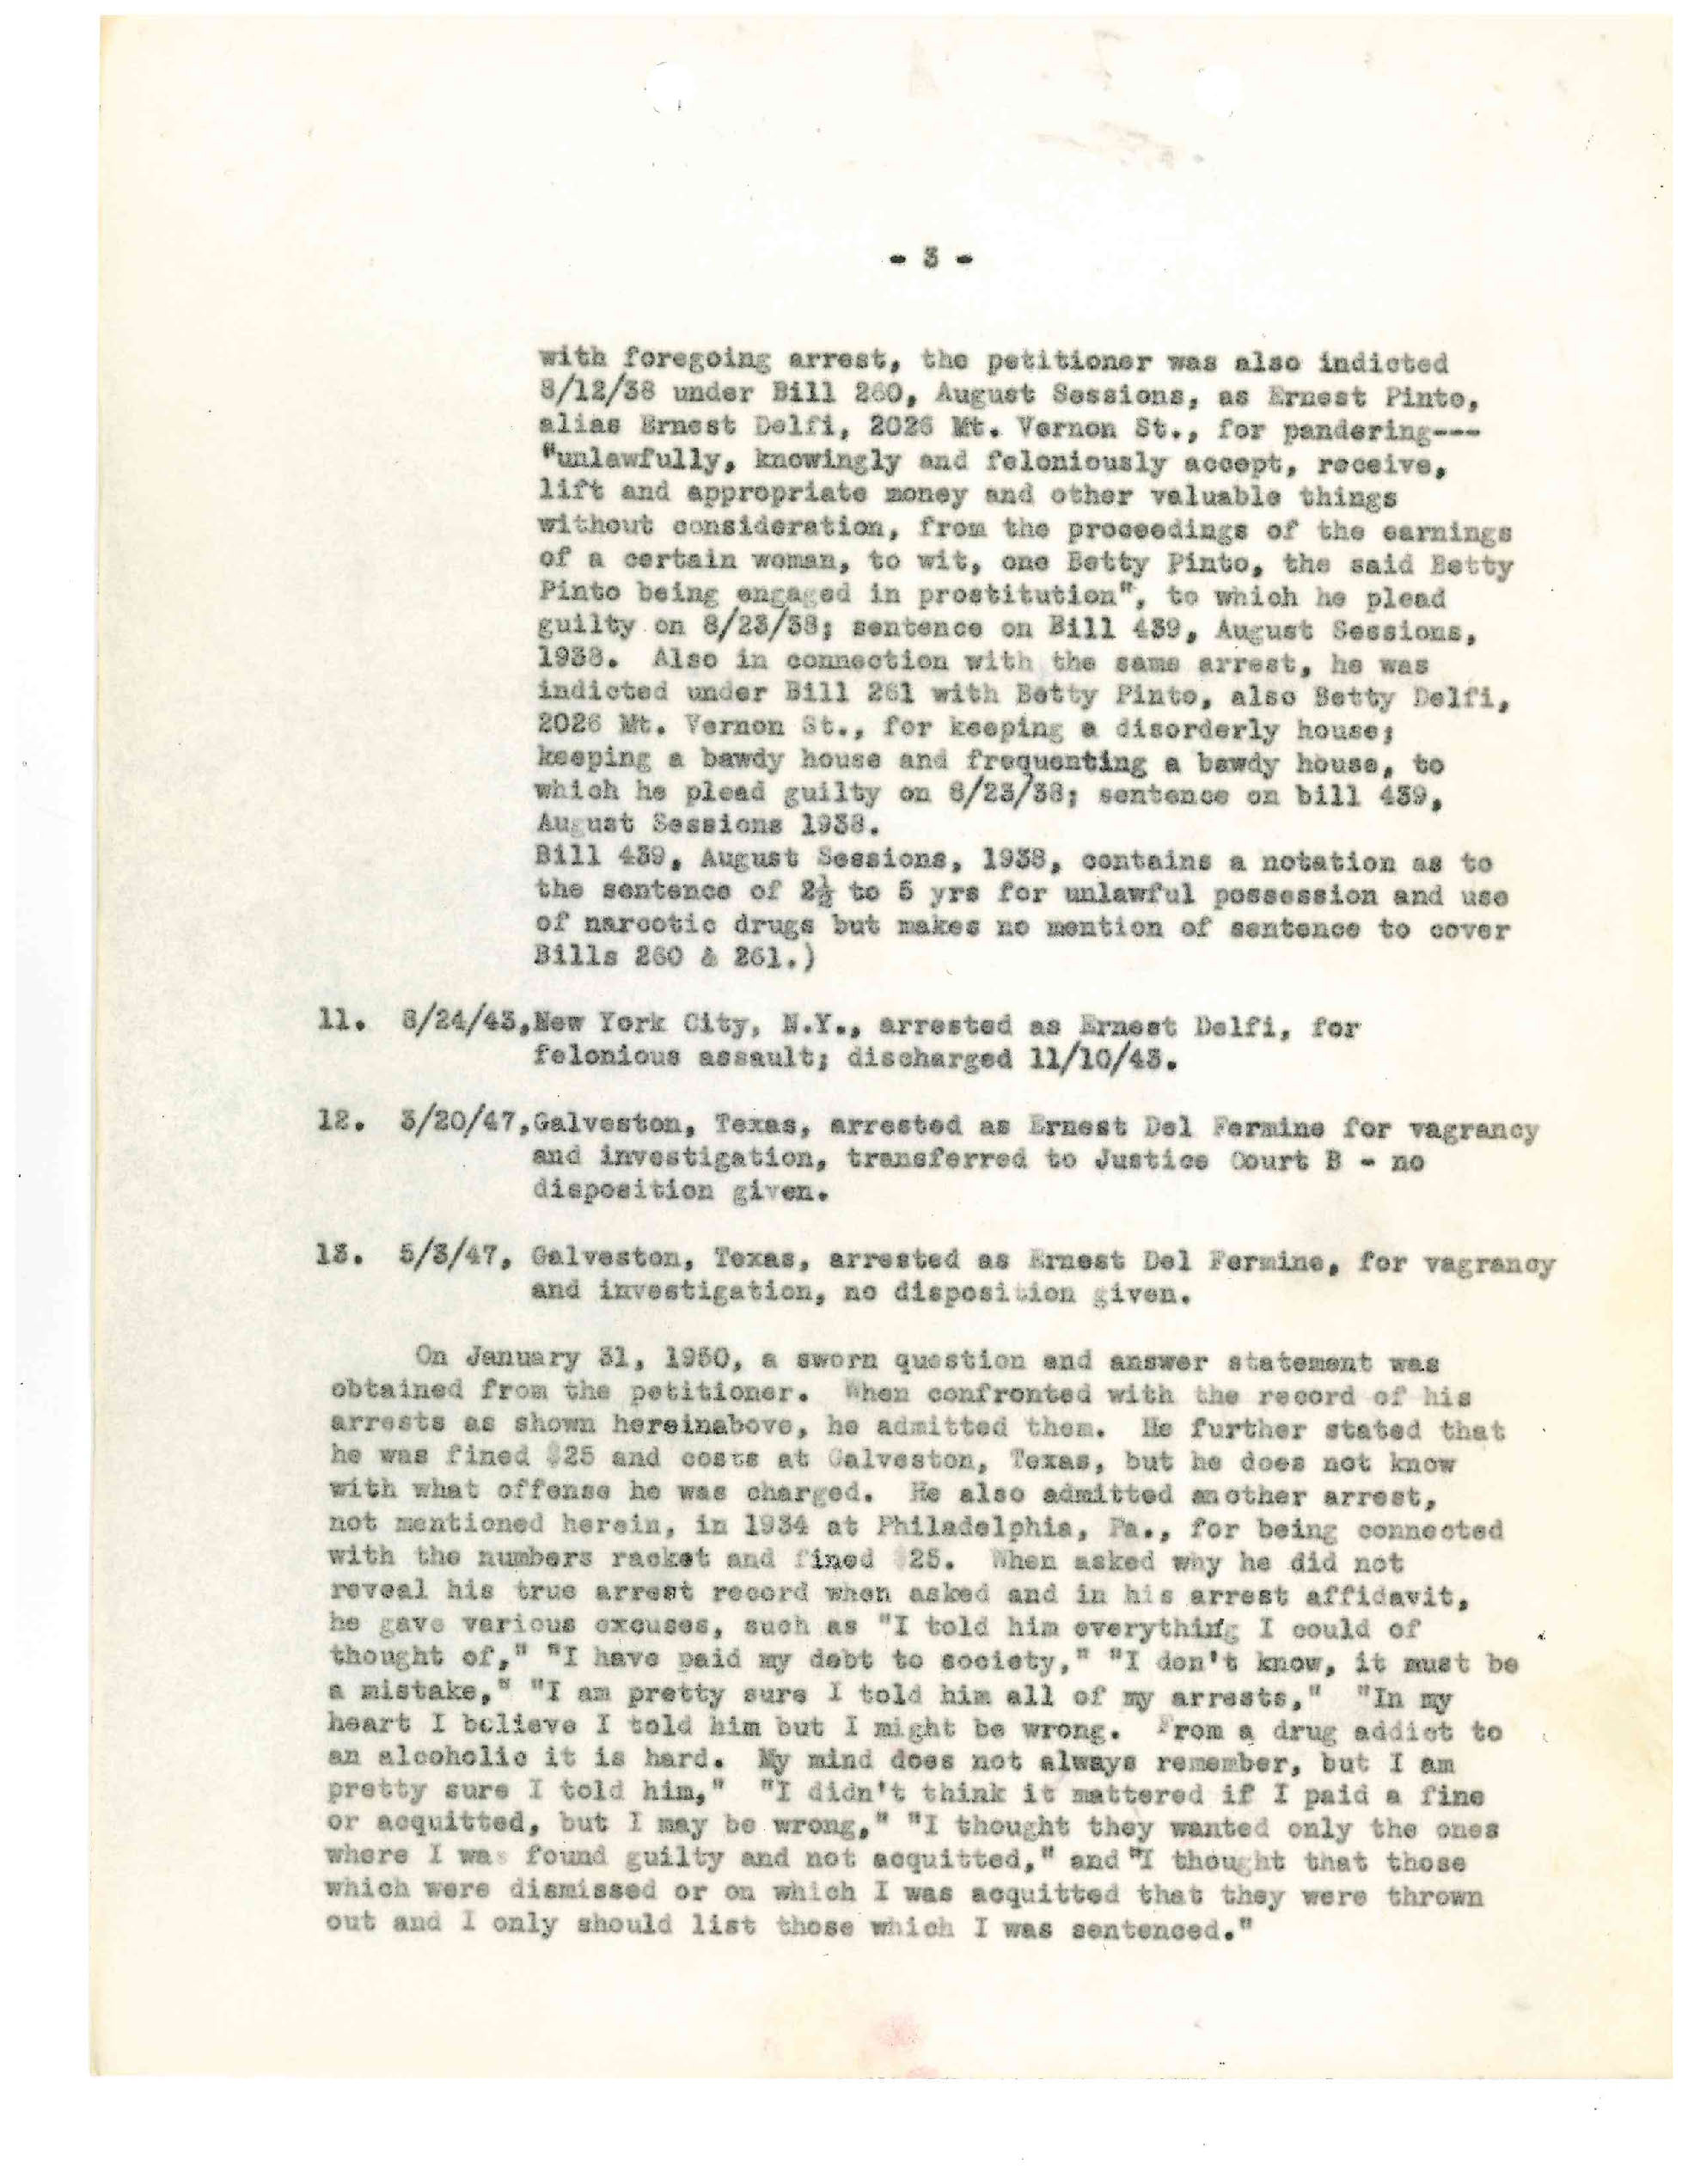 - 3 -
with foregoing arrest, the petitioner was also indicted
8/12/38 under Bill 260, August Sessions, as Ernest Pinto,
alias Ernest Delfi, 2026 Mt. Vernon St., for pandering---
"unlawfully, knowingly and feloniously accept, receive,
lift and appropriate money and other valuable things
without consideration, from the proceedings of the earnings
of a certain woman, to wit, one Betty Pinto, the said Betty
Pinto being engaged in prostitution", to which he plead
guilty on 8/23/38; sentence on Bill 439, August Sessions,
1938. Also in connection with the same arrest, he was
indicted under Bill 261 with Betty Pinto, also Betty Delfi,
2026 Mt. Vernon St., for keeping a disorderly house;
keeping a bawdy house and frequenting a bawdy house, to
which he plead guilty on 8/23/38; sentence on bill 439,
August Sessions 1938.
Bill 439, August Sessions, 1938, contains a notation as to
the sentence of 2½ to 5 yrs for unlawful possession and use
of narcotic drugs but makes no mention of sentence to cover
Bills 260 & 261.)
11. 8/24/43, New York City, N.Y., arrested as Ernest Delfi, for
felonious assault; discharged 11/10/43.
12. 3/20/47, Galveston, Texas, arrested as Ernest Del Fermine for vagrancy
and investigation, transferred to Justice Court B - no
disposition given.
13. 5/3/47, Galveston, Texas, arrested as Ernest Del Fermine, for vagrancy
and investigation, no disposition given.
On January 31, 1950, a sworn question and answer statement was
obtained from the petitioner. When confronted with the record of his
arrests as shown hereinabove, he admitted them. He further stated that
he was fined $25 and costs at Galveston, Texas, but he does not know
with what offense he was charged. He also admitted another arrest,
not mentioned herein, in 1934 at Philadelphia, Pa., for being connected
with the numbers racket and fined $25. When asked why he did not
reveal his true arrest record when asked and in his arrest affidavit,
he gave various excuses, such as "I told him everything I could of
thought of," "I have paid my debt to society," "I don't know, it must be
a mistake," "I am pretty sure I told him all of my arrests," "In my
heart I believe I told him but I might be wrong. From a drug addict to
an alcoholic it is hard. My mind does not always remember, but I am
pretty sure I told him," "I didn't think it mattered if I paid a fine
or acquitted, but I may be wrong," "I thought they wanted only the ones
where I was found guilty and not acquitted," and "I thought that those
which were dismissed or on which I was acquitted that they were thrown
out and I only should list those which I was sentenced."